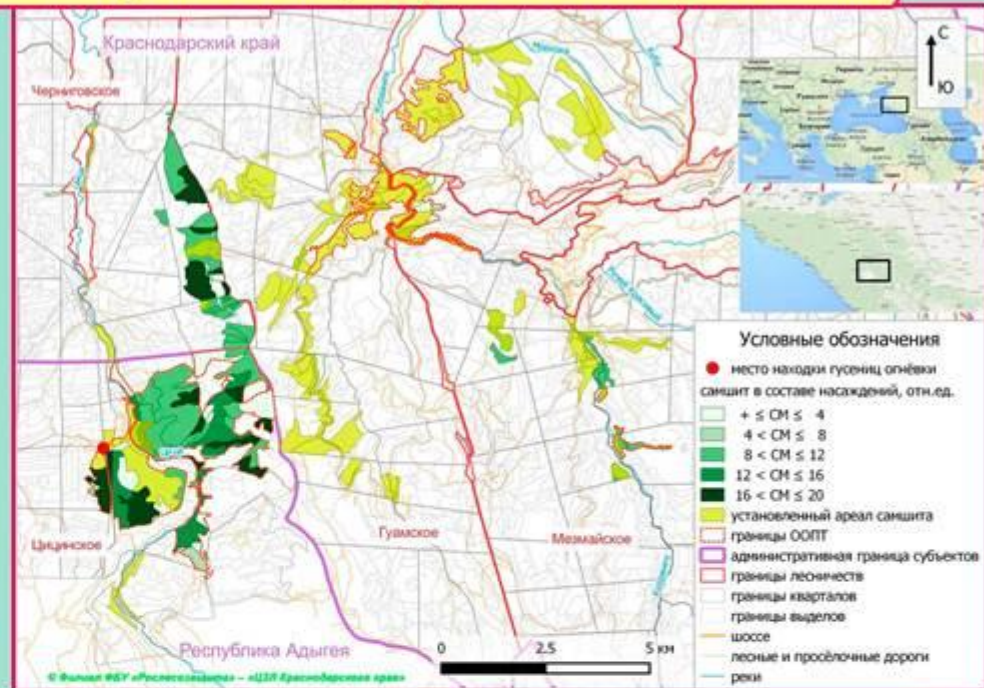 Краснодарский край
Черниговское
С
Ю
Условные обозначения
место находки гусениц огнёвки
самшит в составе насаждений, отн.ед.
+ ≤ СМ ≤ 4
4 < СМ ≤ 8
8 < СМ ≤ 12
12 < СМ ≤ 16
16 < СМ ≤ 20
установленный ареал самшита
границы ООПТ
административная граница субъектов
границы лесничеств
границы кварталов
границы выделов
шоссе
лесные и просёлочные дороги
реки
Цицинское
Гуамское
Мезмайское
Республика Адыгея
0 2.5 5 км
© Филиал ФБУ «Рослесозащита» – «ЦЗЛ Краснодарского края»